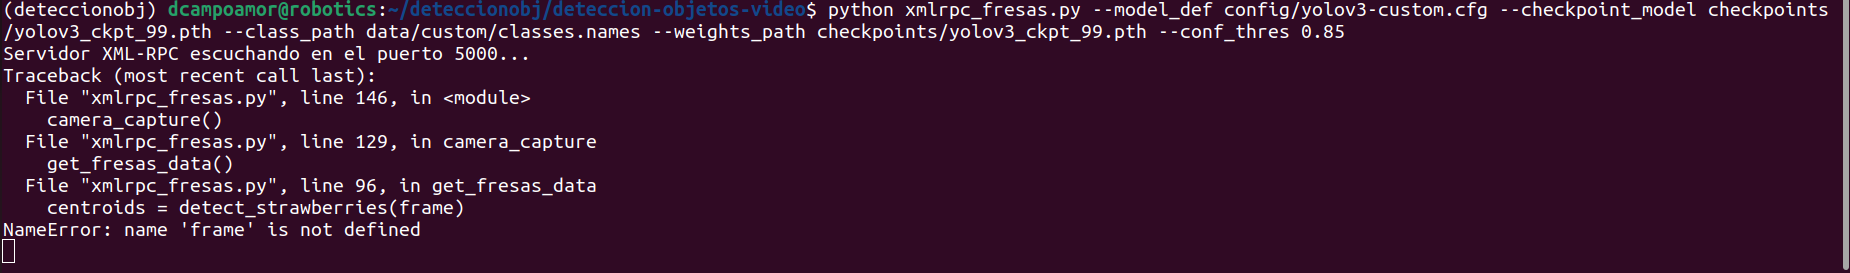 (deteccionobj) dcampoamor@robotics:~/deteccionobj/deteccion-objetos-video$ python xmlrpc_fresas.py --model_def config/yolov3-custom.cfg --checkpoint_model checkpoints
/yolov3_ckpt_99.pth --class_path data/custom/classes.names --weights_path checkpoints/yolov3_ckpt_99.pth --conf_thres 0.85
Servidor XML-RPC escuchando en el puerto 5000...
Traceback (most recent call last):
  File "xmlrpc_fresas.py", line 146, in <module>
    camera_capture()
  File "xmlrpc_fresas.py", line 129, in camera_capture
    get_fresas_data()
  File "xmlrpc_fresas.py", line 96, in get_fresas_data
    centroids = detect_strawberries(frame)
NameError: name 'frame' is not defined